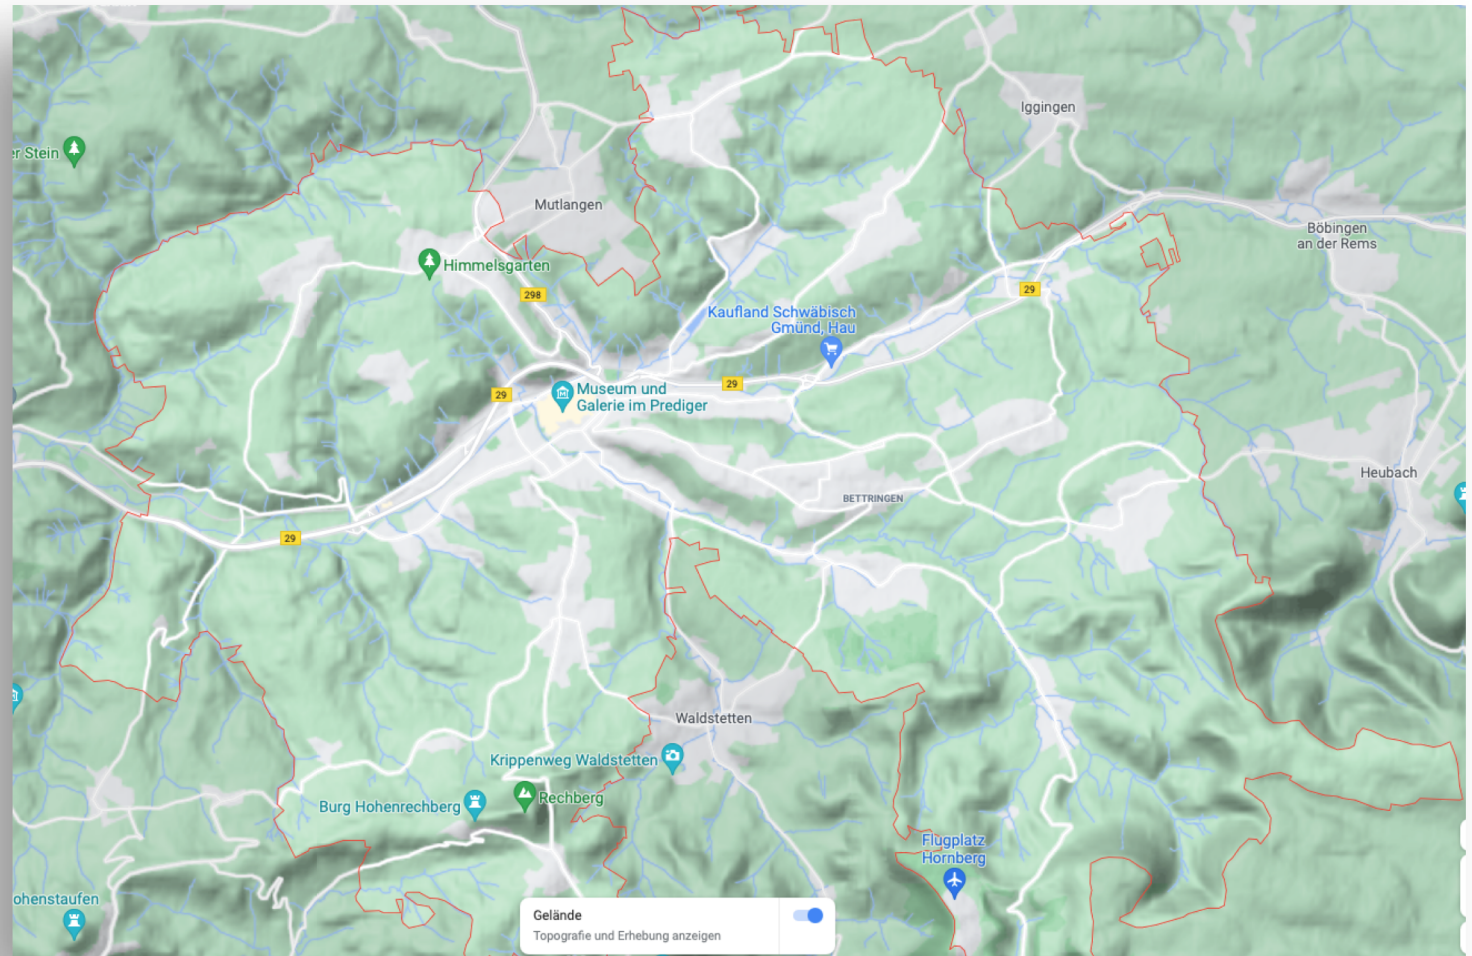 Iggingen
er Stein
Mutlangen
Böbingen
an der Rems
Himmelsgarten
298
29
Kaufland Schwäbisch
Gmünd, Hau
29
29
Museum und
Galerie im Prediger
Heubach
BETTRINGEN
29
Waldstetten
Krippenweg Waldstetten
Rechberg
Burg Hohenrechberg
Flugplatz
Hornberg
ohenstaufen
Gelände
Topografie und Erhebung anzeigen